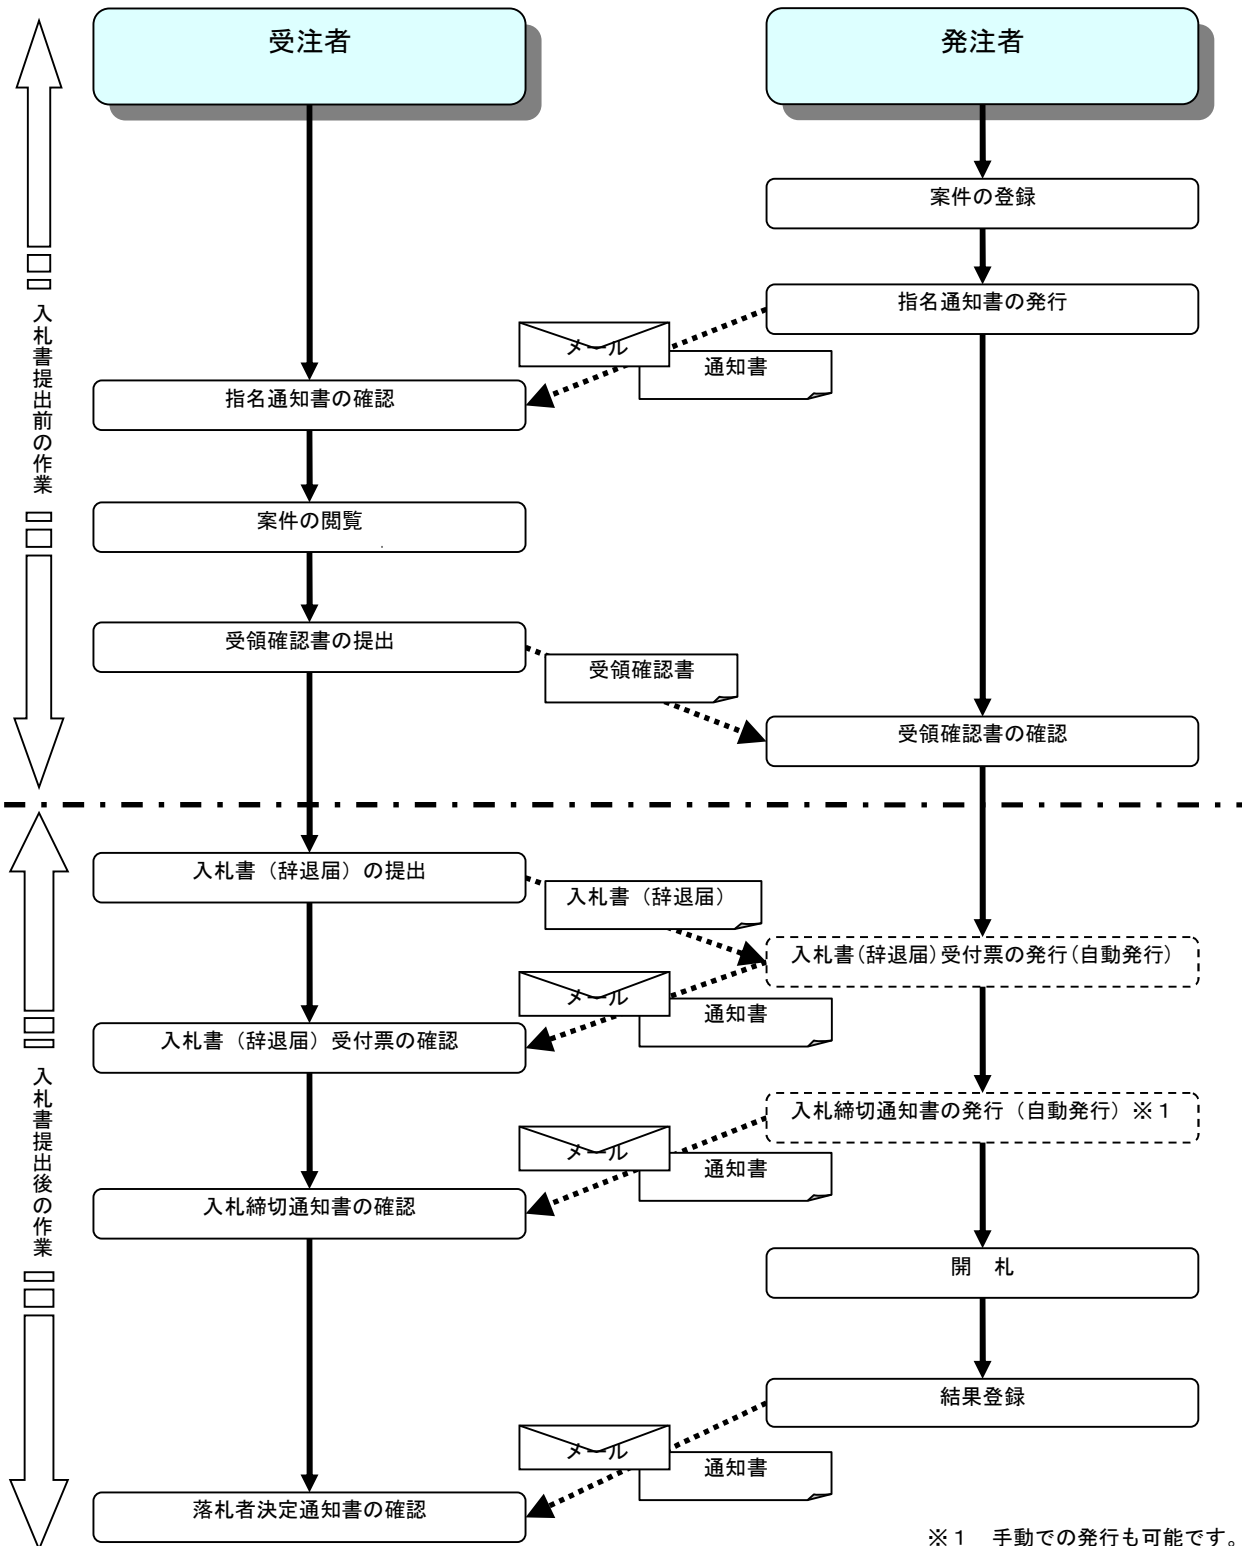 受注者
発注者
案件の登録
指名通知書の発行
メール
通知書
指名通知書の確認
入札書提出前の作業
案件の閲覧
受領確認書の提出
受領確認書
受領確認書の確認
入札書（辞退届）の提出
入札書（辞退届）
入札書(辞退届)受付票の発行(自動発行)
メール
通知書
入札書（辞退届）受付票の確認
入札書提出後の作業
入札締切通知書の発行（自動発行）※１
メール
通知書
入札締切通知書の確認
開　札
結果登録
メール
通知書
落札者決定通知書の確認
※１　手動での発行も可能です。